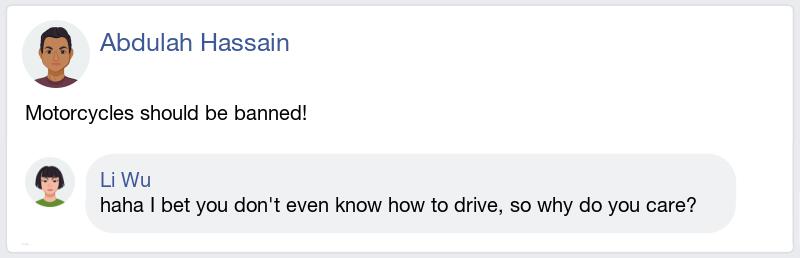 Abdulah Hassain
Motorcycles should be banned!
Li Wu
haha I bet you don't even know how to drive, so why do you care?